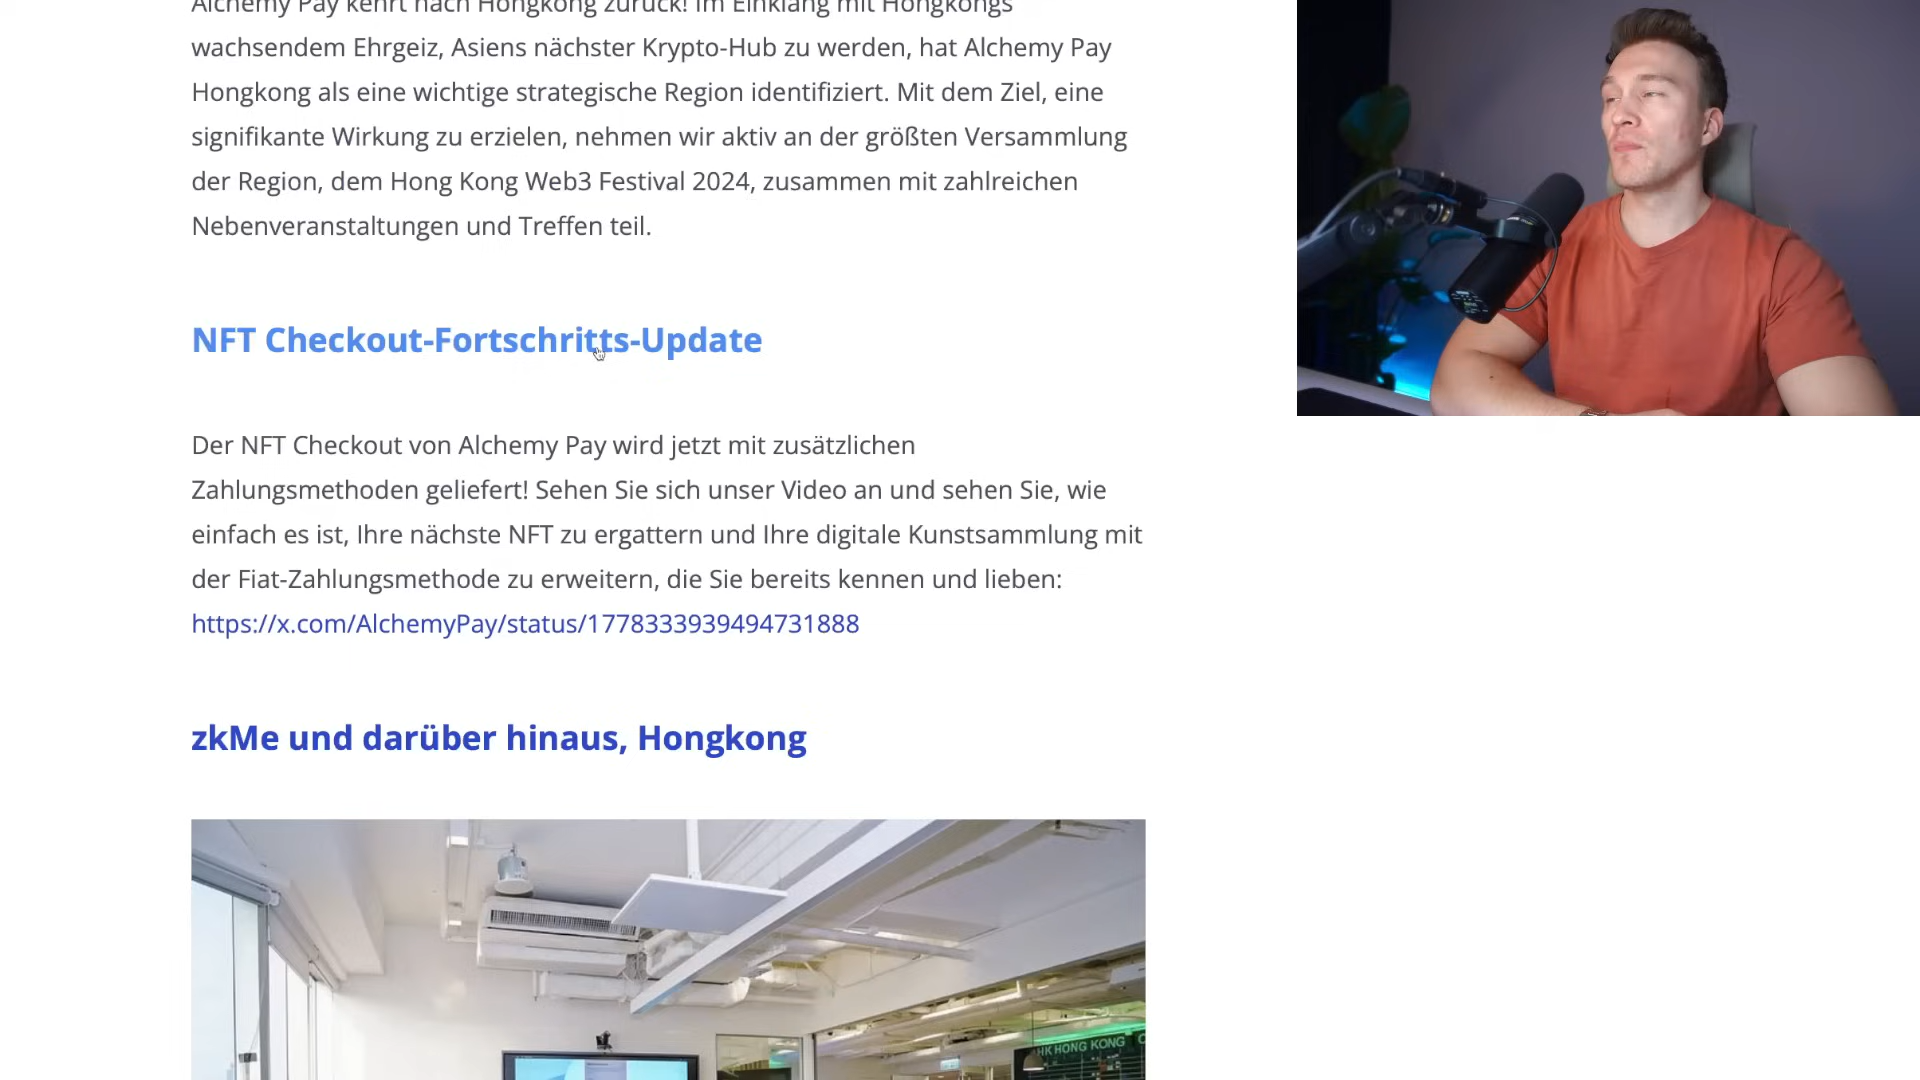 Alchemy Pay kehrt nach Hongkong zurück! Im Einklang mit Hongkongs
wachsendem Ehrgeiz, Asiens nächster Krypto-Hub zu werden, hat Alchemy Pay
Hongkong als eine wichtige strategische Region identifiziert. Mit dem Ziel, eine
signifikante Wirkung zu erzielen, nehmen wir aktiv an der größten Versammlung
der Region, dem Hong Kong Web3 Festival 2024, zusammen mit zahlreichen
Nebenveranstaltungen und Treffen teil.
NFT Checkout-Fortschritts-Update
Der NFT Checkout von Alchemy Pay wird jetzt mit zusätzlichen
Zahlungsmethoden geliefert! Sehen Sie sich unser Video an und sehen Sie, wie
einfach es ist, Ihre nächste NFT zu ergattern und Ihre digitale Kunstsammlung mit
der Fiat-Zahlungsmethode zu erweitern, die Sie bereits kennen und lieben:
https://x.com/AlchemyPay/status/1778333939494731888
zkMe und darüber hinaus, Hongkong
HK HONG KONG